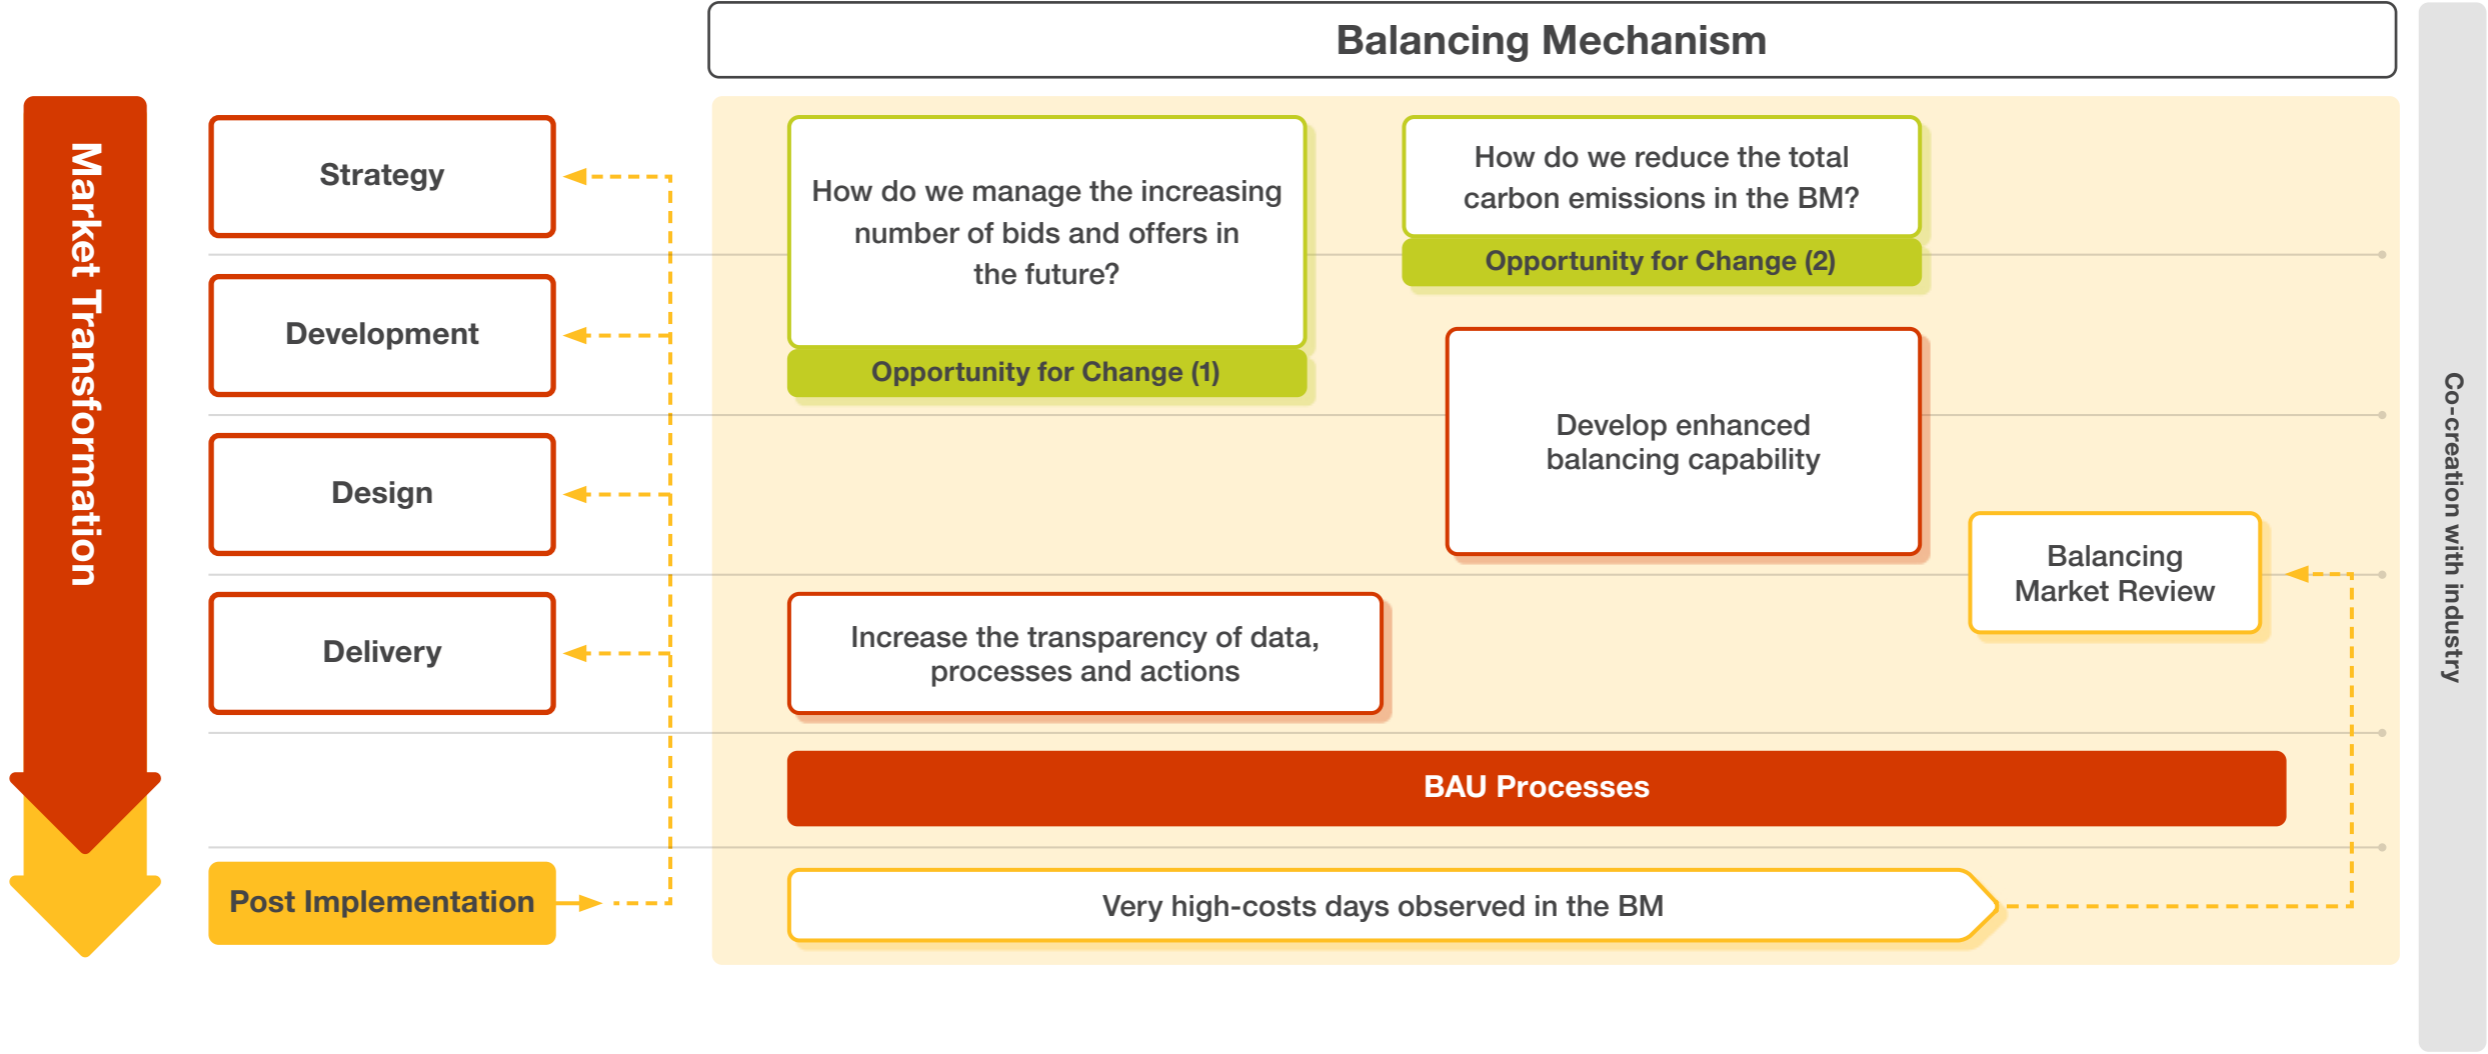 Balancing Mechanism
Market Transformation
Strategy
Development
Design
Delivery
Post Implementation
How do we manage the increasing
number of bids and offers in
the future?
Opportunity for Change (1)
How do we reduce the total
carbon emissions in the BM?
Opportunity for Change (2)
Develop enhanced
balancing capability
Balancing
Market Review
Increase the transparency of data,
processes and actions
BAU Processes
Very high-costs days observed in the BM
Co-creation with industry